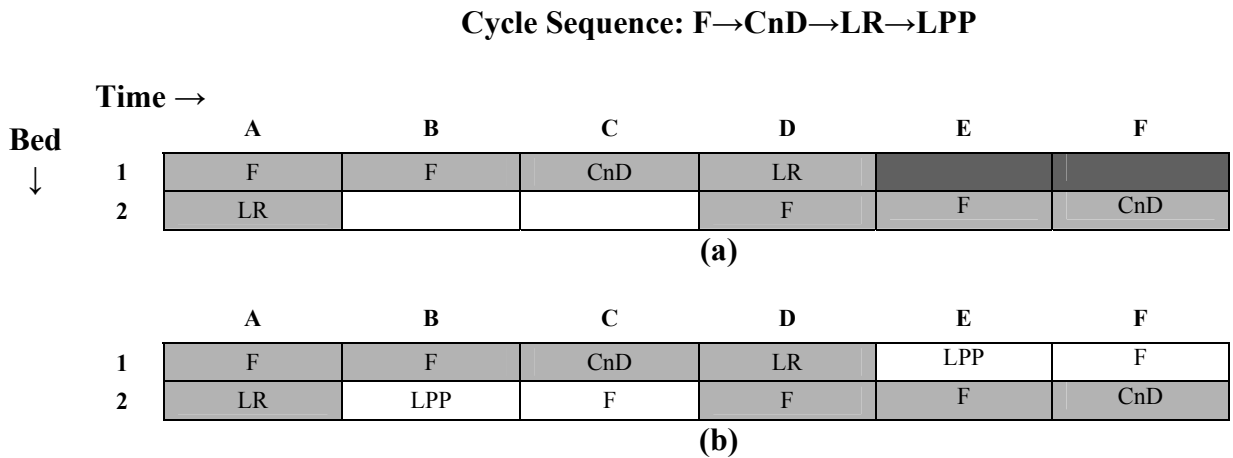 Cycle Sequence: F→CnD→LR→LPP
Time →
A B C D E F
Bed
↓
1 F F CnD LR
2 LR F F CnD
(a)
A B C D E F
1 F F CnD LR LPP F
2 LR LPP F F F CnD
(b)